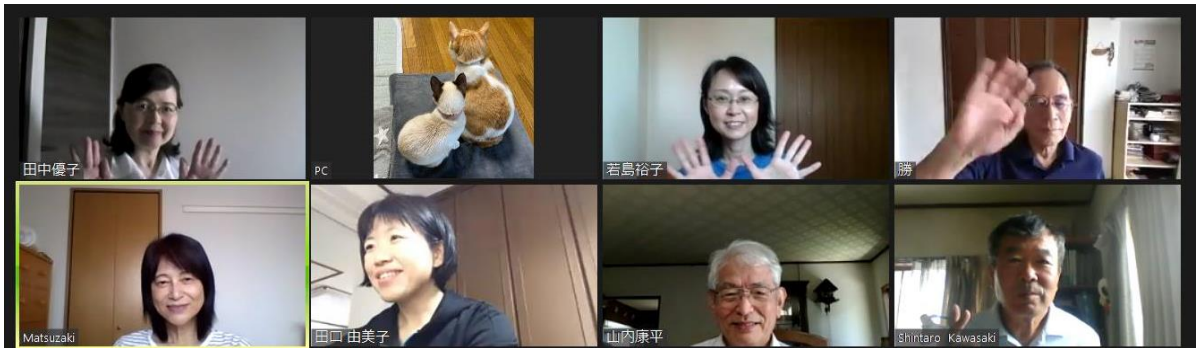 田中優子
PC
若島裕子
勝
Matsuzaki
田口 由美子
山内康平
Shintaro Kawasaki